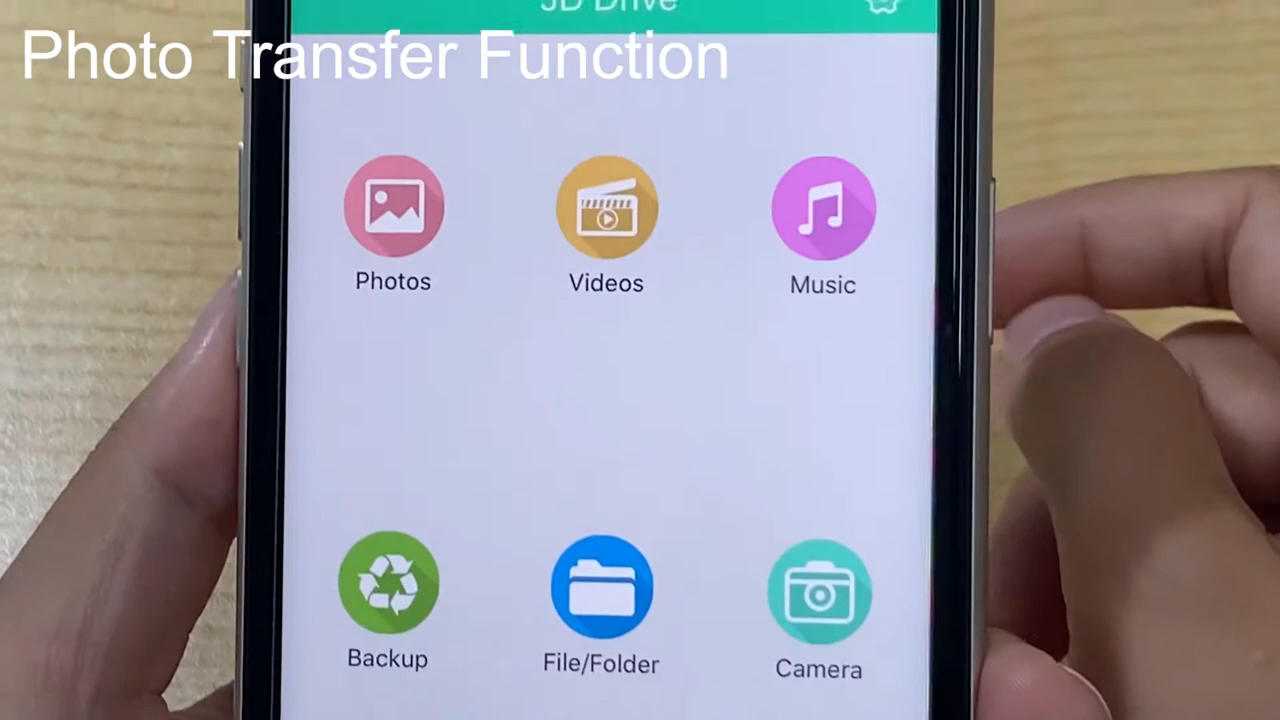 JD Drive
Photo Transfer Function
Photos
Videos
Music
Backup
File/Folder
Camera